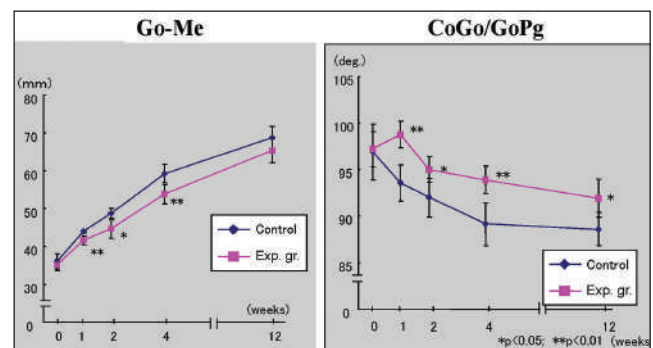 Go-Me
(mm)
80
70
60
50
40
30
0
**
*
**
Control
Exp. gr.
0 1 2 4 12
(weeks)
CoGo/GoPg
(deg.)
105
100
95
90
85
0
**
*
**
*
Control
Exp. gr.
0 1 2 4 12
*p<0.05; **p<0.01 (weeks)